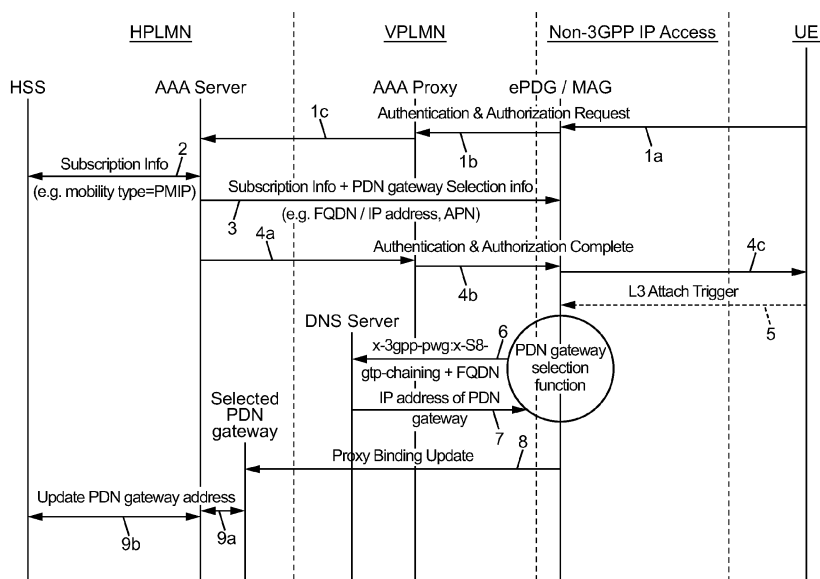 HPLMN
VPLMN
Non-3GPP IP Access
UE
HSS
AAA Server
AAA Proxy
ePDG / MAG
1c
Authentication & Authorization Request
1b
1a
Subscription Info
2
(e.g. mobility type=PMIP)
Subscription Info + PDN gateway Selection info
3
(e.g. FQDN / IP address, APN)
4a
Authentication & Authorization Complete
4c
4b
L3 Attach Trigger
5
DNS Server
6
x-3gpp-pwg:x-S8-
gtp-chaining + FQDN
PDN gateway
selection
function
IP address of PDN
gateway
7
Selected
PDN
gateway
8
Proxy Binding Update
Update PDN gateway address
9b
9a